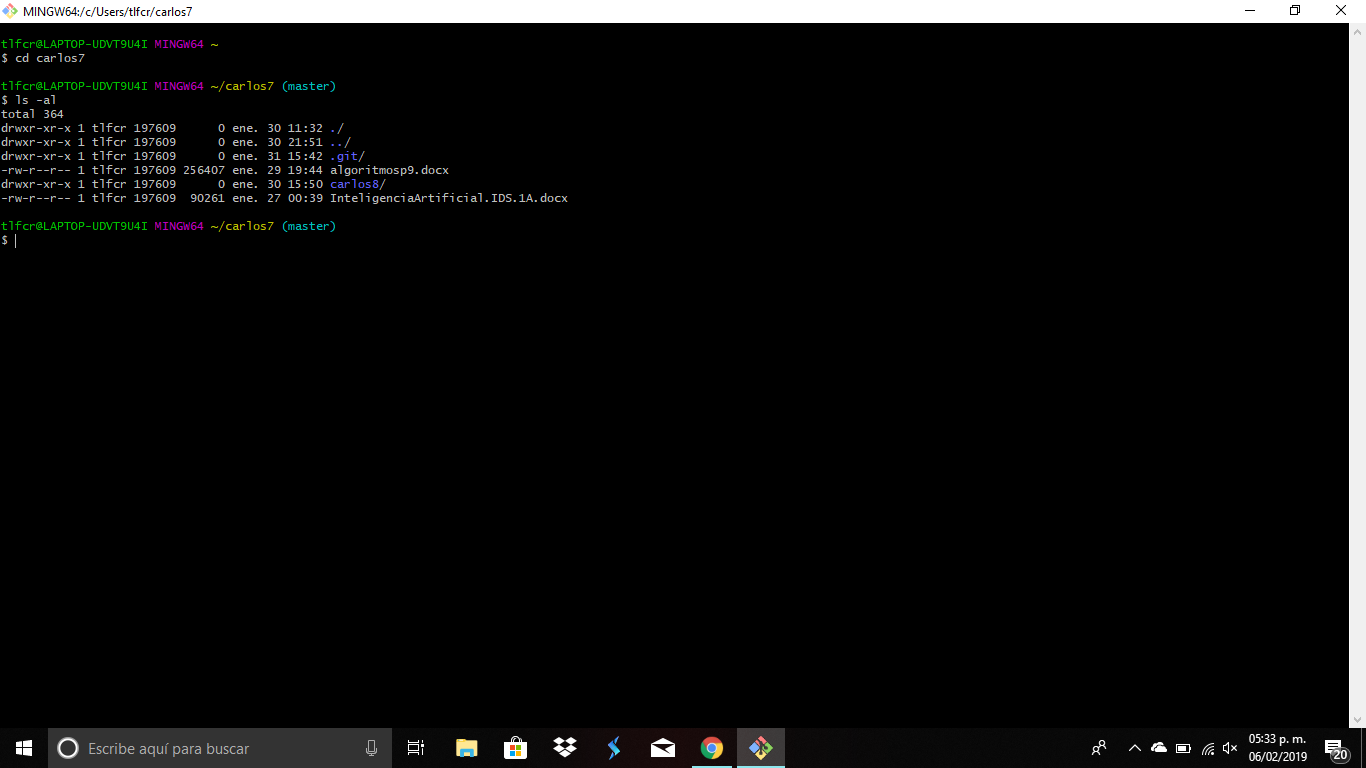 MINGW64:/c/Users/tlfcr/carlos7
tlfcr@LAPTOP-UDVT9U4I MINGW64 ~
$ cd carlos7
tlfcr@LAPTOP-UDVT9U4I MINGW64 ~/carlos7 (master)
$ ls -al
total 364
drwxr-xr-x 1 tlfcr 197609      0 ene. 30 11:32 ./
drwxr-xr-x 1 tlfcr 197609      0 ene. 30 21:51 ../
drwxr-xr-x 1 tlfcr 197609      0 ene. 31 15:42 .git/
-rw-r--r-- 1 tlfcr 197609 256407 ene. 29 19:44 algoritmosp9.docx
drwxr-xr-x 1 tlfcr 197609      0 ene. 30 15:50 carlos8/
-rw-r--r-- 1 tlfcr 197609  90261 ene. 27 00:39 InteligenciaArtificial.IDS.1A.docx
tlfcr@LAPTOP-UDVT9U4I MINGW64 ~/carlos7 (master)
$
Escribe aquí para buscar
05:33 p. m.
06/02/2019
20